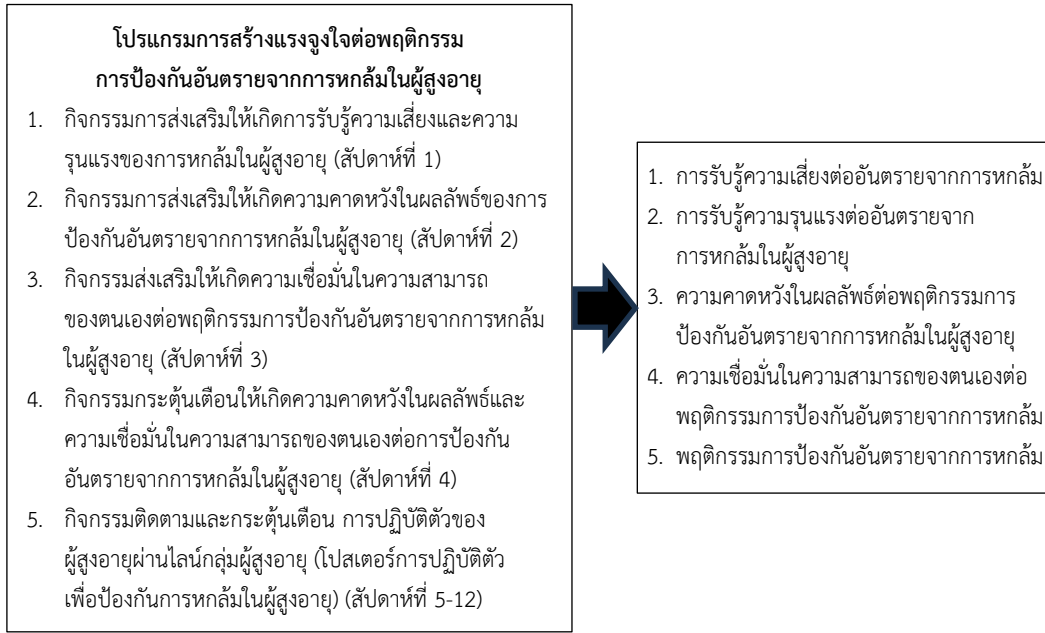 โปรแกรมการสร้างแรงจูงใจต่อพฤติกรรม
การป้องกันอันตรายจากการหกล้มในผู้สูงอายุ
1. กิจกรรมการส่งเสริมให้เกิดการรับรู้ความเสี่ยงและความ
รุนแรงของการหกล้มในผู้สูงอายุ (สัปดาห์ที่ 1)
2. กิจกรรมการส่งเสริมให้เกิดความคาดหวังในผลลัพธ์ของการ
ป้องกันอันตรายจากการหกล้มในผู้สูงอายุ (สัปดาห์ที่ 2)
3. กิจกรรมส่งเสริมให้เกิดความเชื่อมั่นในความสามารถ
ของตนเองต่อพฤติกรรมการป้องกันอันตรายจากการหกล้ม
ในผู้สูงอายุ (สัปดาห์ที่ 3)
4. กิจกรรมกระตุ้นเตือนให้เกิดความคาดหวังในผลลัพธ์และ
ความเชื่อมั่นในความสามารถของตนเองต่อการป้องกัน
อันตรายจากการหกล้มในผู้สูงอายุ (สัปดาห์ที่ 4)
5. กิจกรรมติดตามและกระตุ้นเตือน การปฏิบัติตัวของ
ผู้สูงอายุผ่านไลน์กลุ่มผู้สูงอายุ (โปสเตอร์การปฏิบัติตัว
เพื่อป้องกันการหกล้มในผู้สูงอายุ) (สัปดาห์ที่ 5-12)
1. การรับรู้ความเสี่ยงต่ออันตรายจากการหกล้ม
2. การรับรู้ความรุนแรงต่ออันตรายจาก
การหกล้มในผู้สูงอายุ
3. ความคาดหวังในผลลัพธ์ต่อพฤติกรรมการ
ป้องกันอันตรายจากการหกล้มในผู้สูงอายุ
4. ความเชื่อมั่นในความสามารถของตนเองต่อ
พฤติกรรมการป้องกันอันตรายจากการหกล้ม
5. พฤติกรรมการป้องกันอันตรายจากการหกล้ม